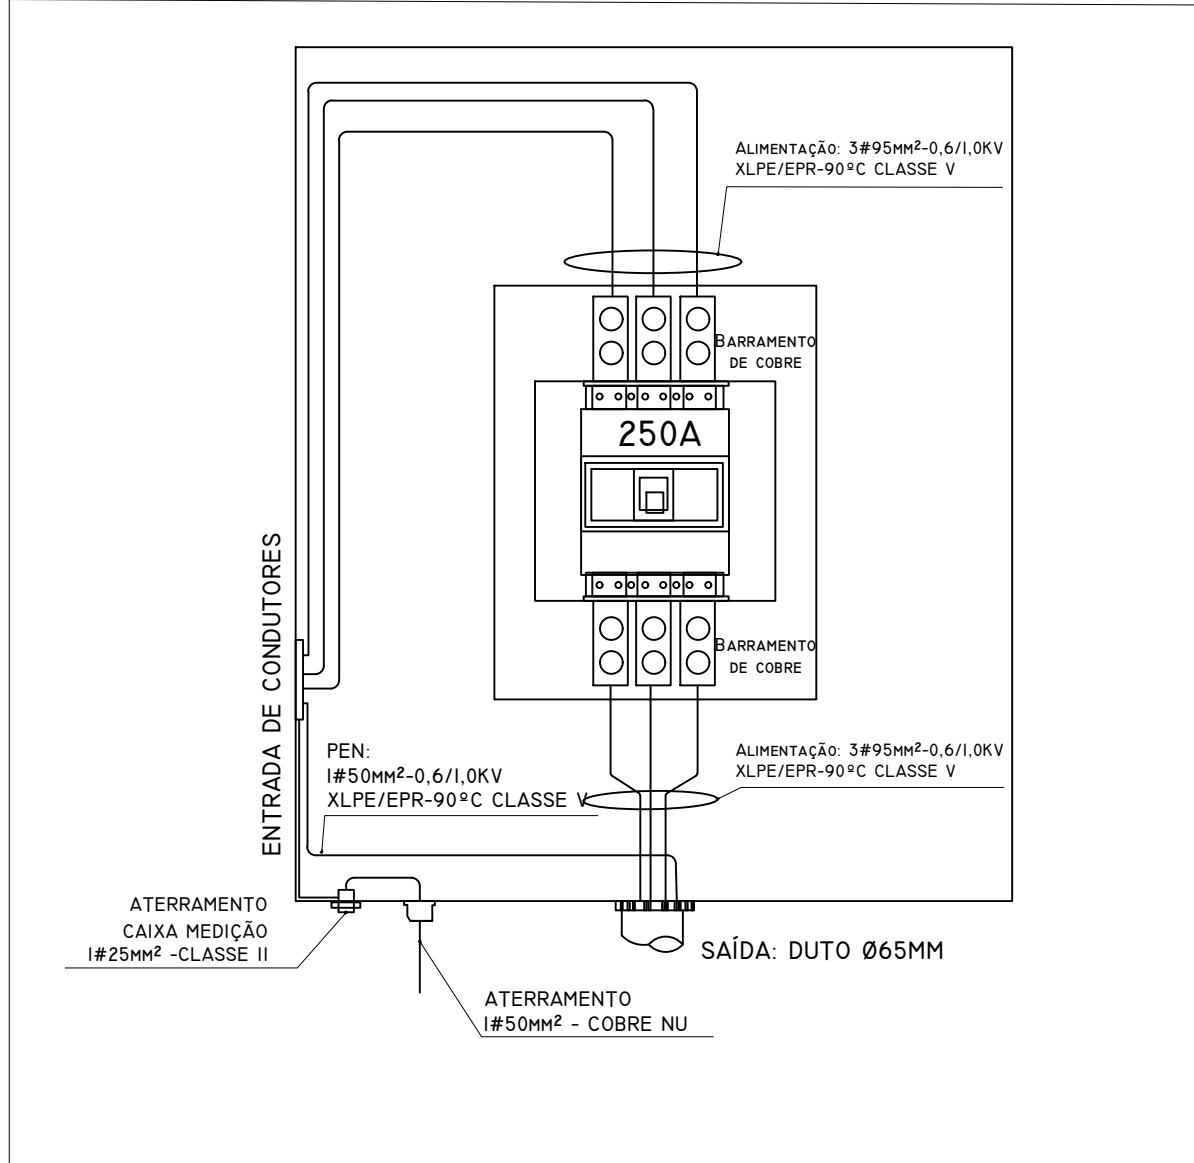 ALIMENTAÇÃO: 3#95MM²-0,6/1,0KV
XLPE/EPR-90ºC CLASSE V
BARRAMENTO
DE COBRE
250A
BARRAMENTO
DE COBRE
ENTRADA DE CONDUTORES
PEN:
1#50MM²-0,6/1,0KV
XLPE/EPR-90ºC CLASSE V
ALIMENTAÇÃO: 3#95MM²-0,6/1,0KV
XLPE/EPR-90ºC CLASSE V
ATERRAMENTO
CAIXA MEDIÇÃO
1#25MM² -CLASSE II
SAÍDA: DUTO Ø65MM
ATERRAMENTO
1#50MM² - COBRE NU